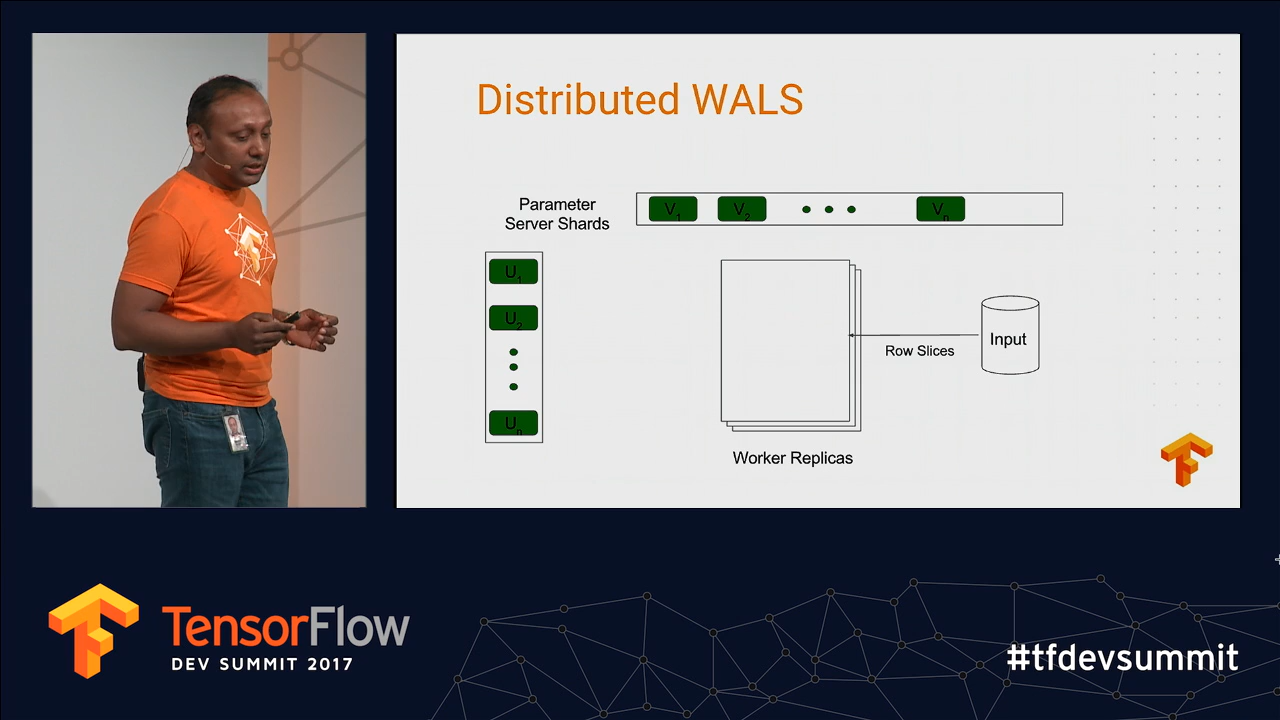 Distributed WALS
Parameter
Server Shards
V1
V2
Vn
U1
U2
Un
Row Slices
Input
Worker Replicas
TensorFlow
DEV SUMMIT 2017
#tfdevsummit